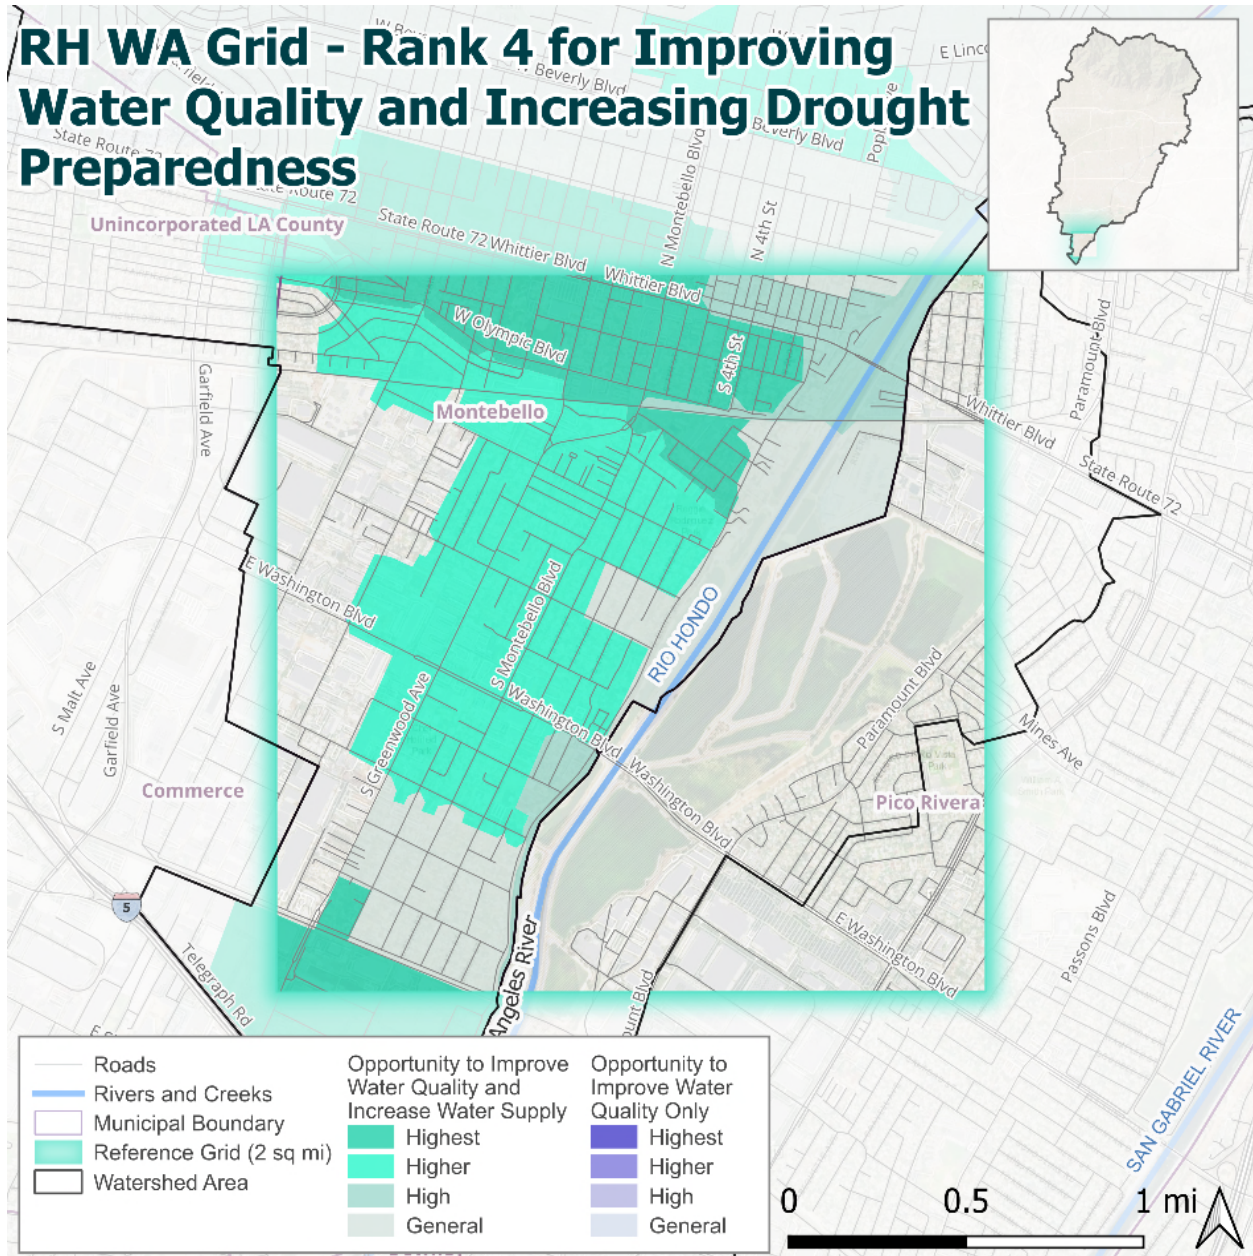 RH WA Grid - Rank 4 for Improving
Water Quality and Increasing Drought
Preparedness
E Linc
W Beverly Blvd
Beverly Blvd
State Route 72
N Montebello Blvd
N 4th St
Unincorporated LA County
State Route 72
Whittier Blvd
Whittier Blvd
W Olympic Blvd
S 4th St
Paramount Blvd
Garfield Ave
Montebello
Whittier Blvd
State Route 72
E Washington Blvd
S Montebello Blvd
RIO HONDO
S Malt Ave
Garfield Ave
S Greenwood Ave
S Washington Blvd
Washington Blvd
Paramount Blvd
Mines Ave
Commerce
Pico Rivera
5
Telegraph Rd
Angeles River
ount Blvd
E Washington Blvd
Passons Blvd
SAN GABRIEL RIVER
Roads
Rivers and Creeks
Municipal Boundary
Reference Grid (2 sq mi)
Watershed Area
Opportunity to Improve
Water Quality and
Increase Water Supply
Highest
Higher
High
General
Opportunity to
Improve Water
Quality Only
Highest
Higher
High
General
0 0.5 1 mi